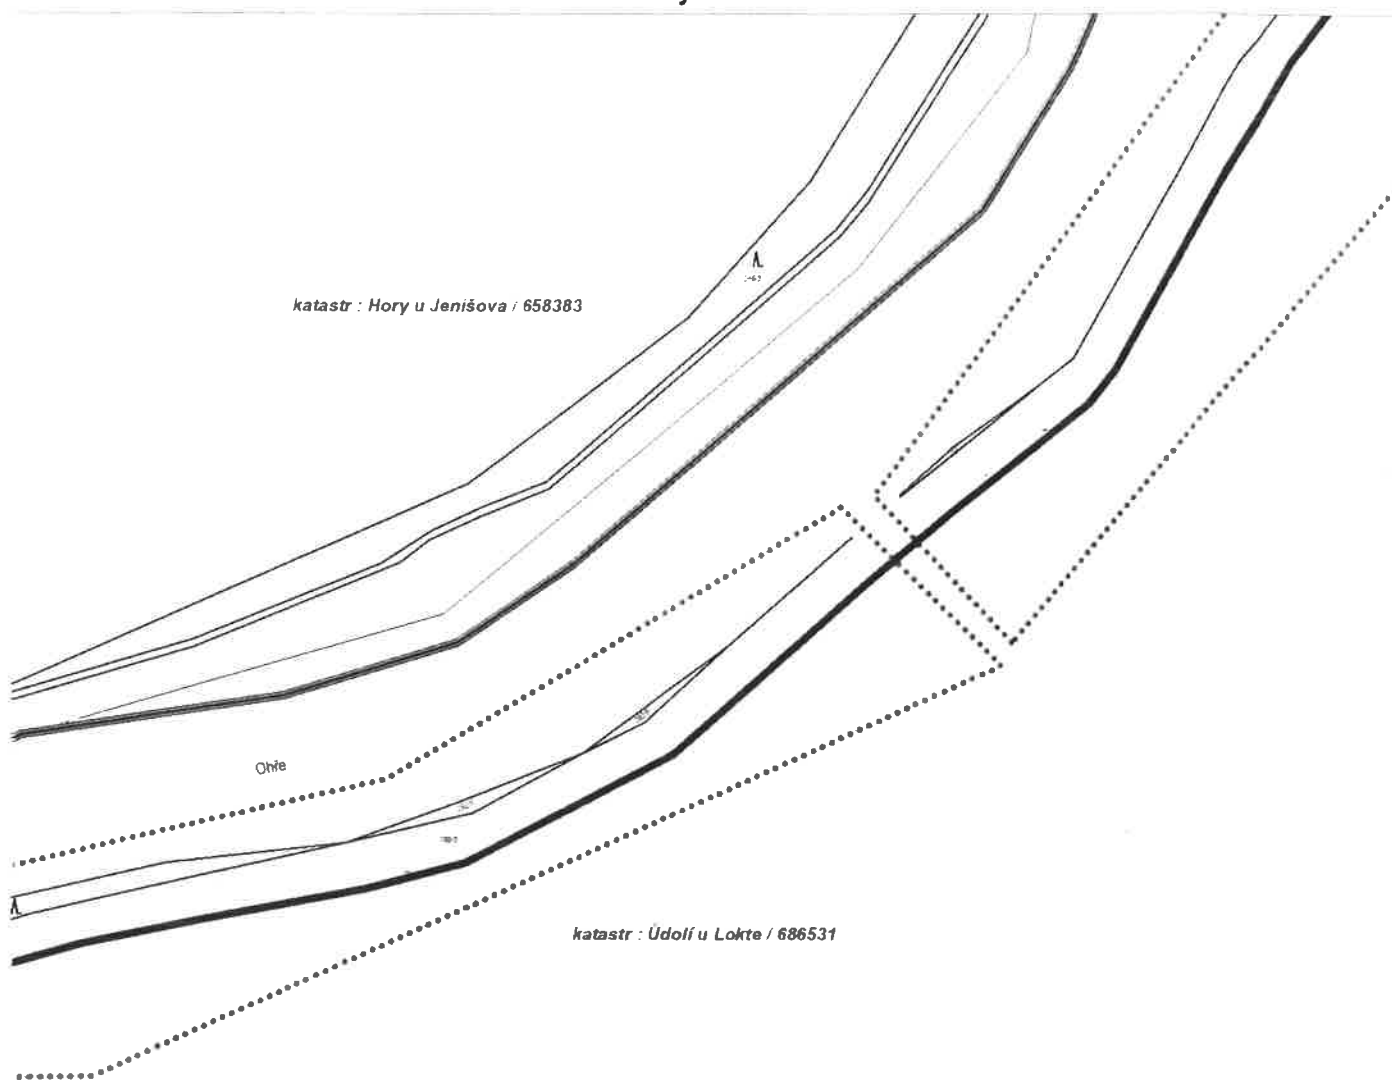 katastr : Hory u Jenišova / 658383
Ohře
katastr : Údolí u Lokte / 686531